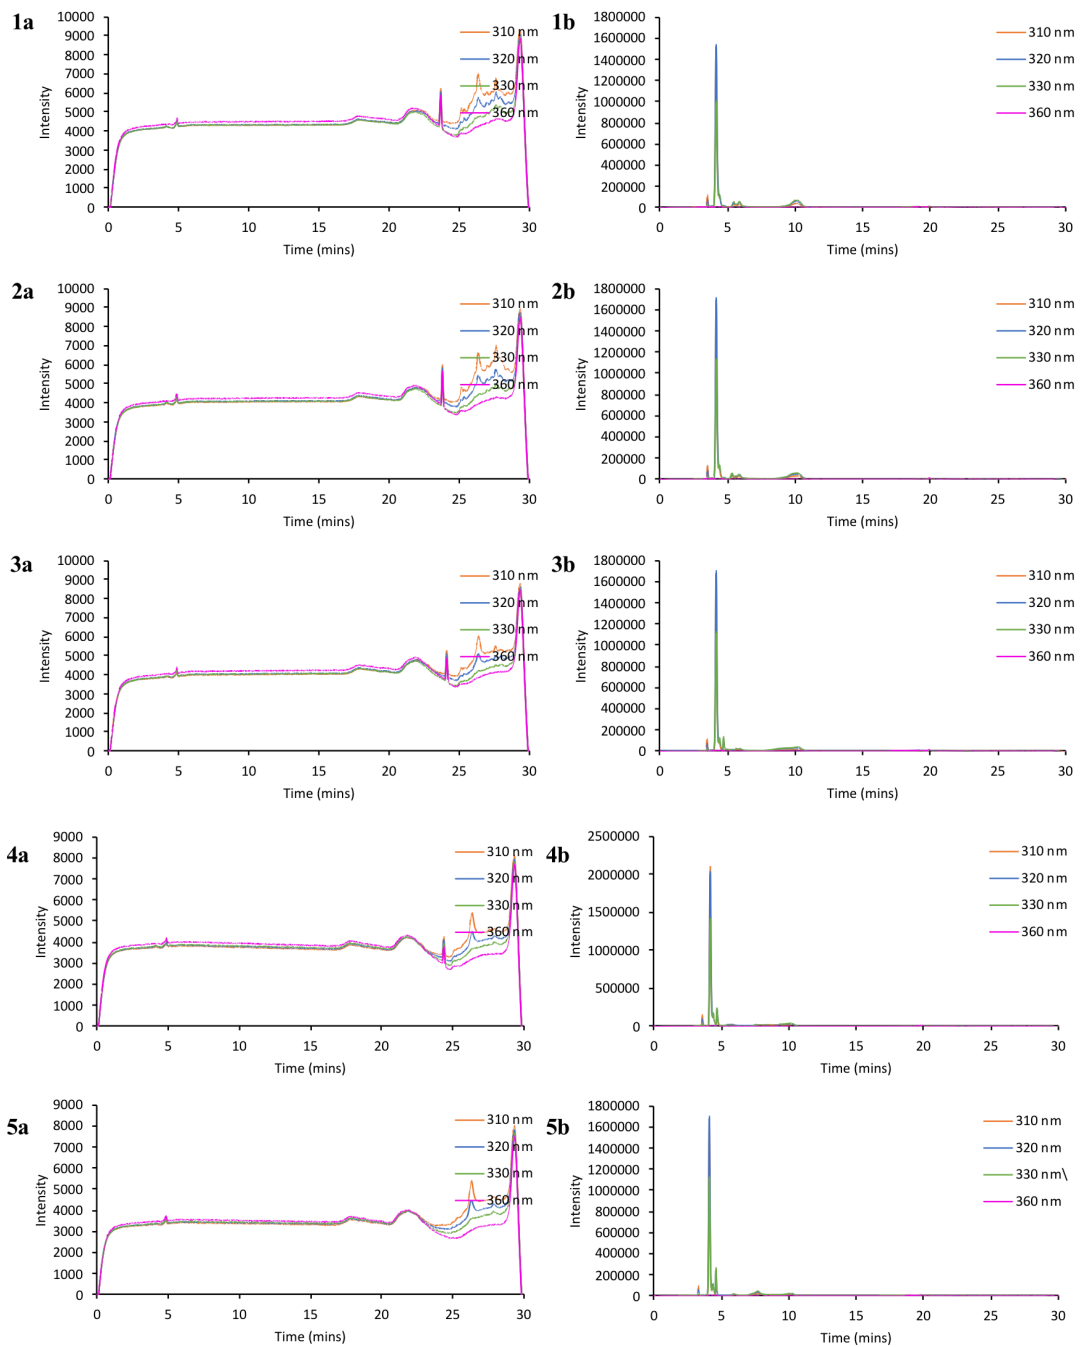 1a
10000
9000
8000
7000
6000
5000
4000
3000
2000
1000
0
Intensity
310 nm
320 nm
330 nm
360 nm
0 5 10 15 20 25 30
Time (mins)
1b
1800000
1600000
1400000
1200000
1000000
800000
600000
400000
200000
0
Intensity
310 nm
320 nm
330 nm
360 nm
0 5 10 15 20 25 30
Time (mins)
2a
10000
9000
8000
7000
6000
5000
4000
3000
2000
1000
0
Intensity
310 nm
320 nm
330 nm
360 nm
0 5 10 15 20 25 30
Time (mins)
2b
1800000
1600000
1400000
1200000
1000000
800000
600000
400000
200000
0
Intensity
310 nm
320 nm
330 nm
360 nm
0 5 10 15 20 25 30
Time (mins)
3a
10000
9000
8000
7000
6000
5000
4000
3000
2000
1000
0
Intensity
310 nm
320 nm
330 nm
360 nm
0 5 10 15 20 25 30
Time (mins)
3b
1800000
1600000
1400000
1200000
1000000
800000
600000
400000
200000
0
Intensity
310 nm
320 nm
330 nm
360 nm
0 5 10 15 20 25 30
Time (mins)
4a
9000
8000
7000
6000
5000
4000
3000
2000
1000
0
Intensity
310 nm
320 nm
330 nm
360 nm
0 5 10 15 20 25 30
Time (mins)
4b
2500000
2000000
1500000
1000000
500000
0
Intensity
310 nm
320 nm
330 nm
360 nm
0 5 10 15 20 25 30
Time (mins)
5a
9000
8000
7000
6000
5000
4000
3000
2000
1000
0
Intensity
310 nm
320 nm
330 nm
360 nm
0 5 10 15 20 25 30
Time (mins)
5b
1800000
1600000
1400000
1200000
1000000
800000
600000
400000
200000
0
Intensity
310 nm
320 nm
330 nm\
360 nm
0 5 10 15 20 25 30
Time (mins)